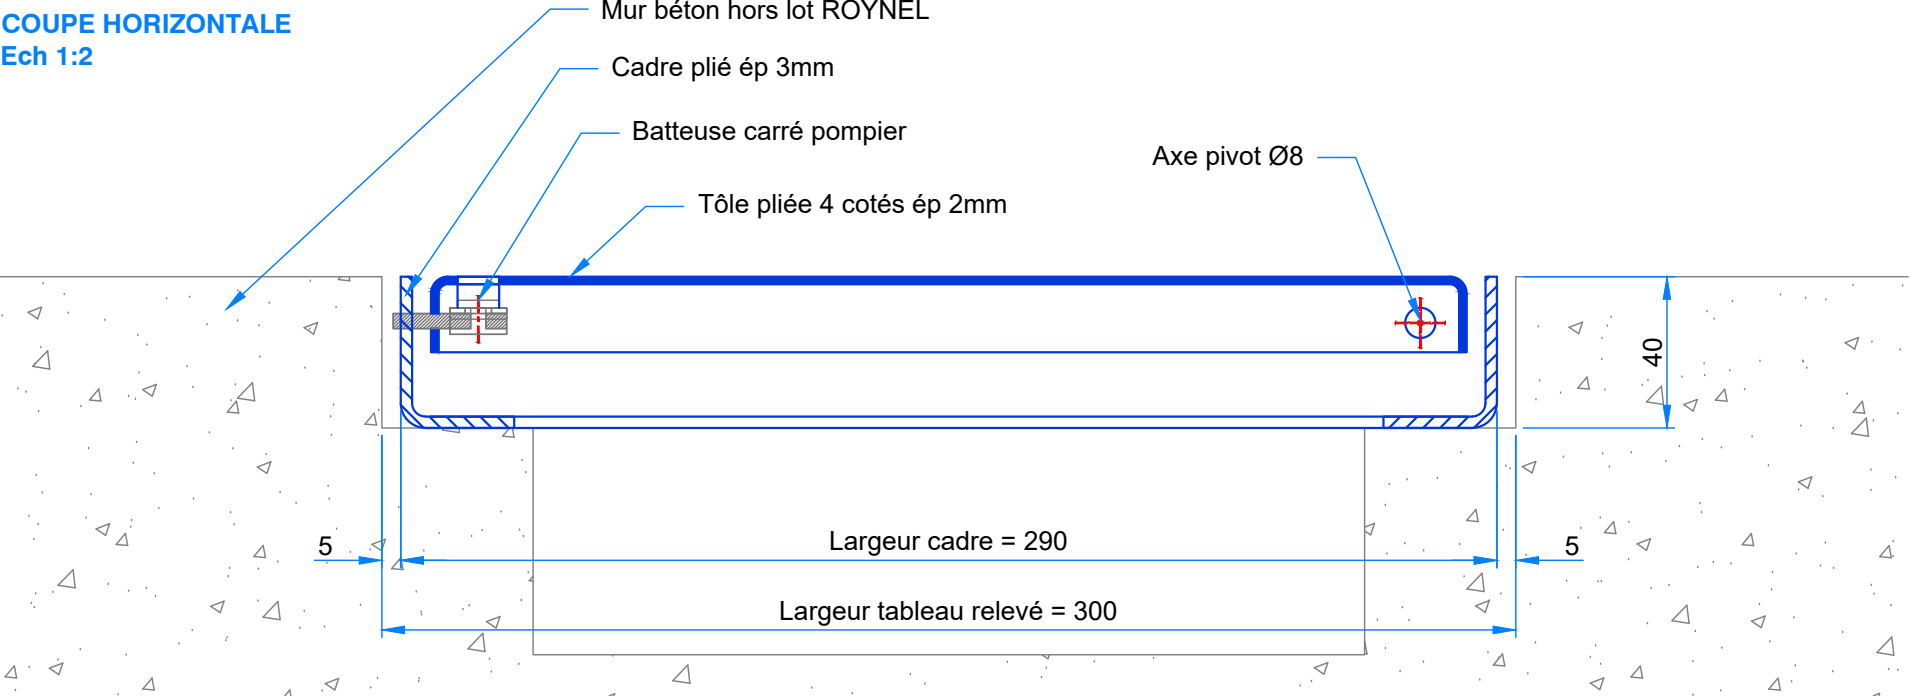 COUPE HORIZONTALE
Ech 1:2
Mur béton hors lot ROYNEL
Cadre plié ép 3mm
Batteuse carré pompier
Axe pivot Ø8
Tôle pliée 4 cotés ép 2mm
40
5
Largeur cadre = 290
5
Largeur tableau relevé = 300